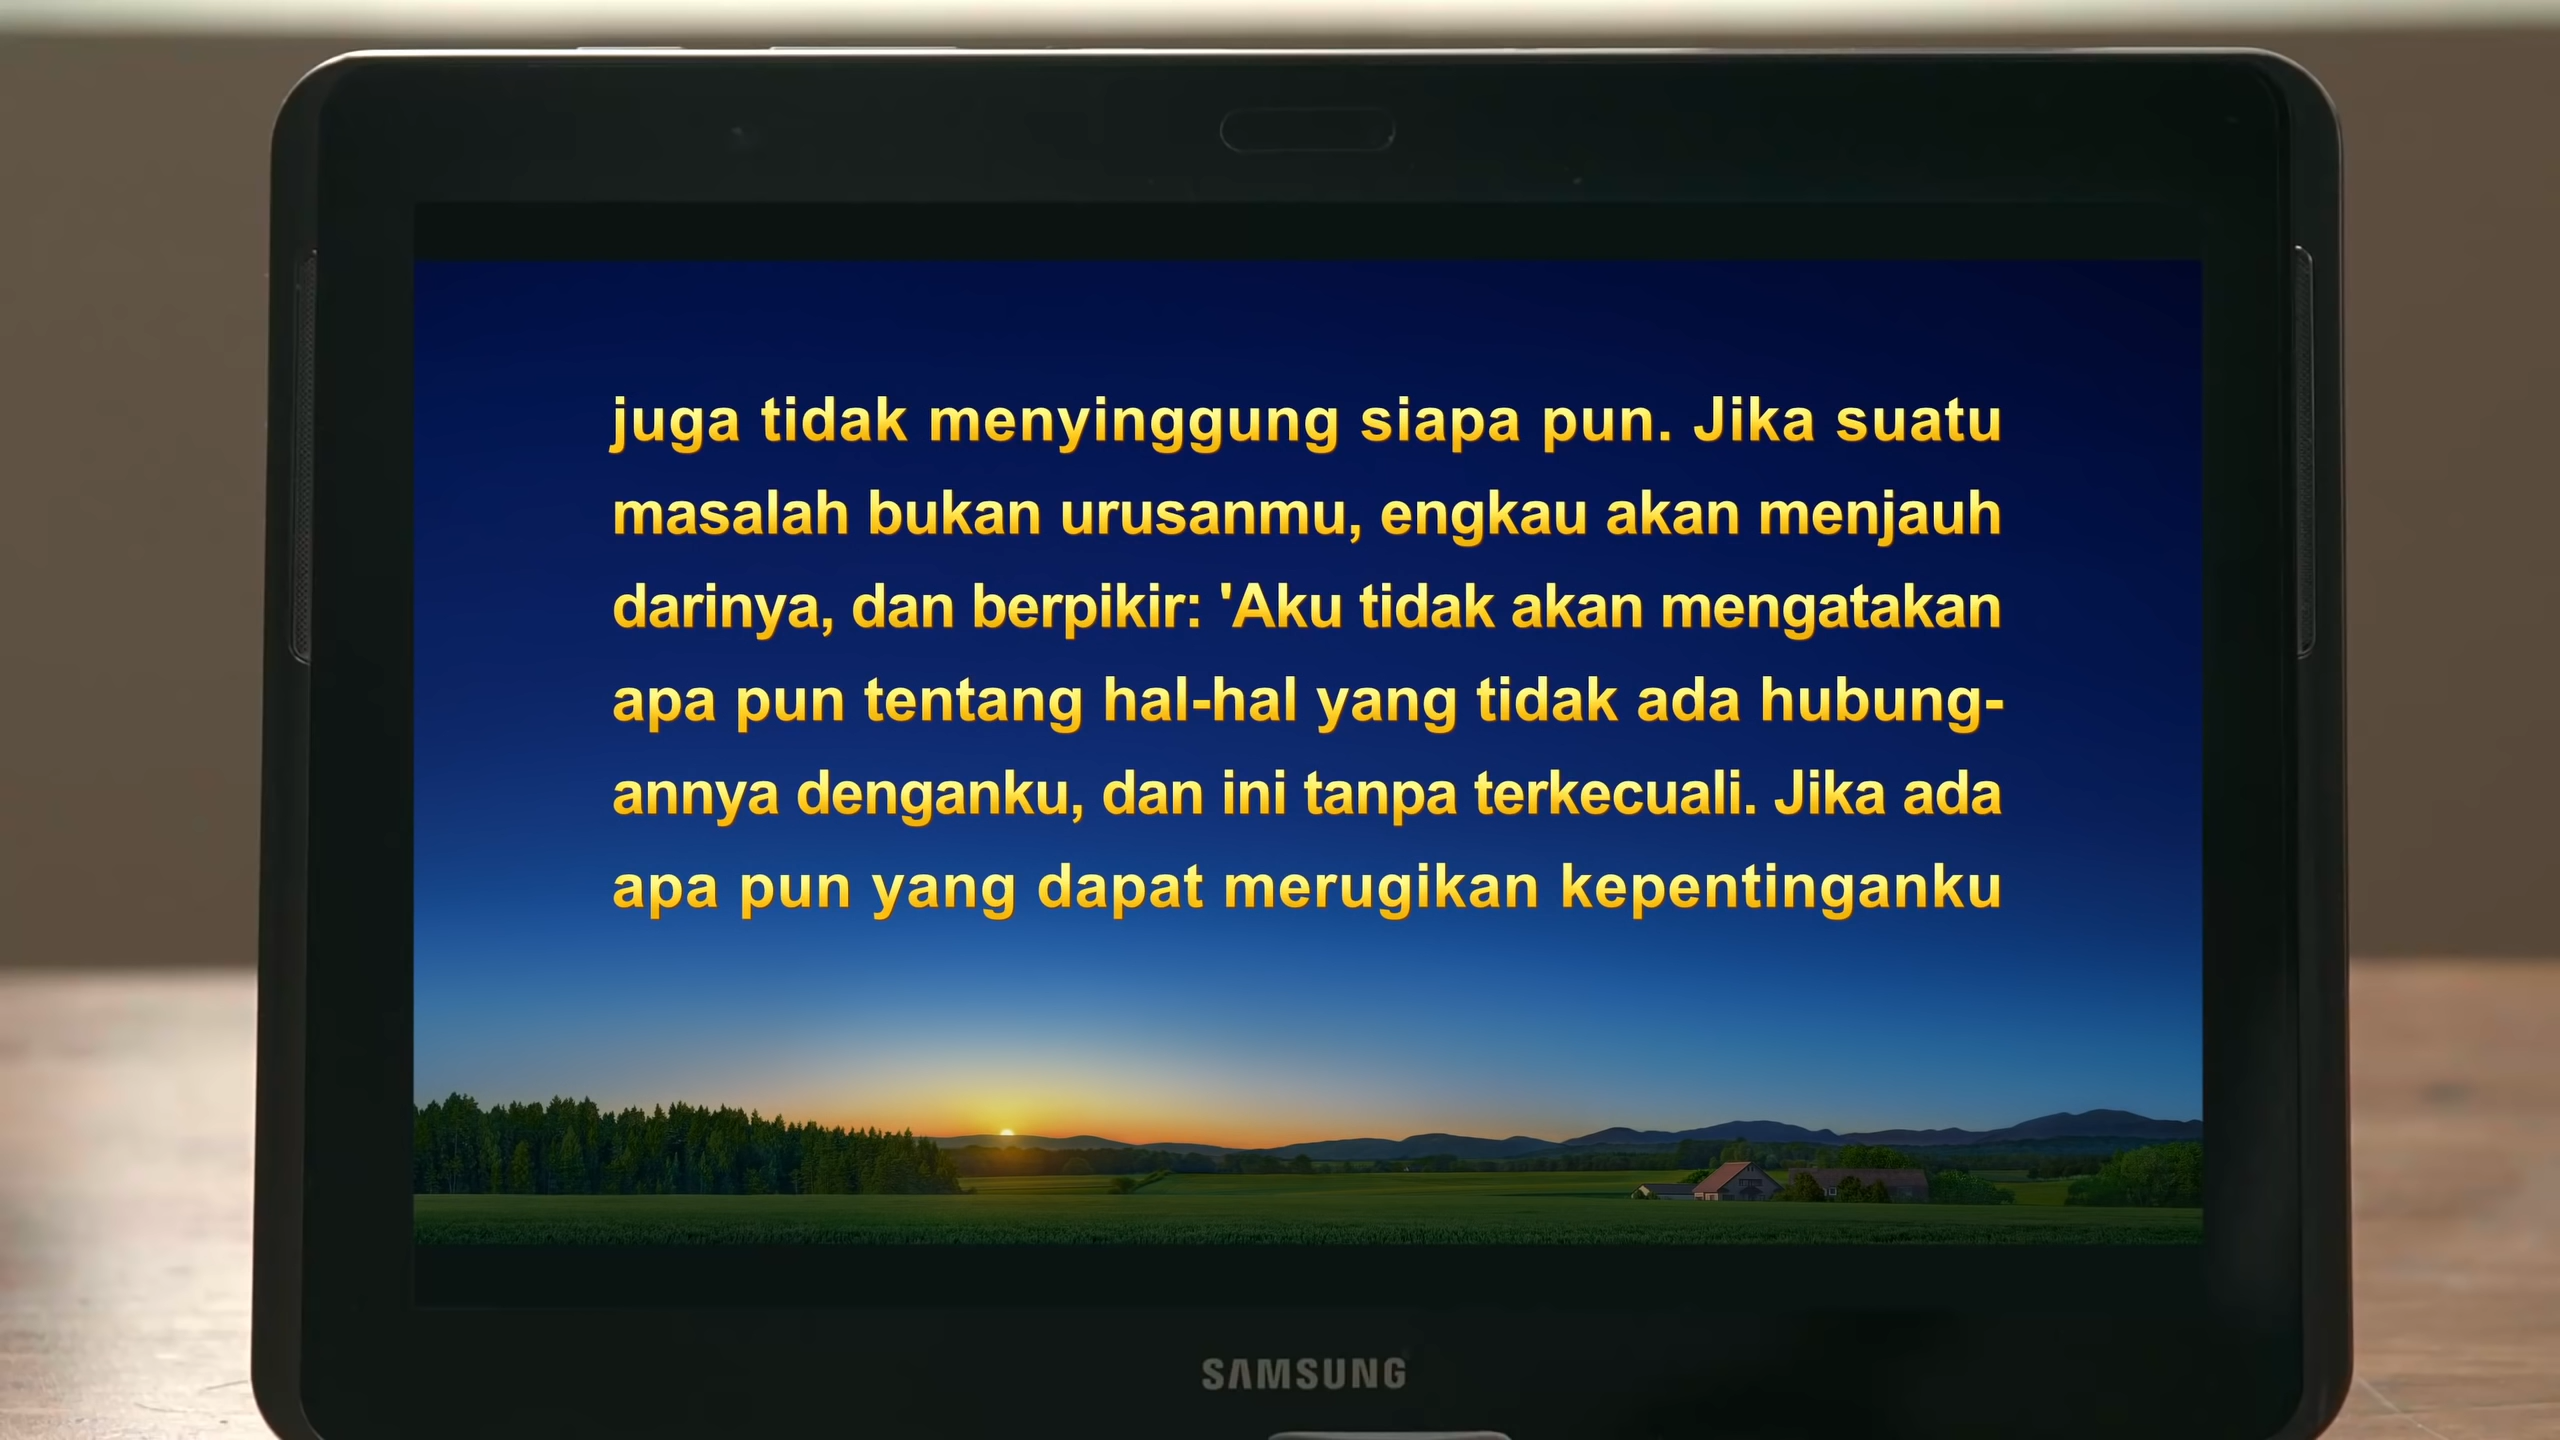 juga tidak menyinggung siapa pun. Jika suatu
masalah bukan urusanmu, engkau akan menjauh
darinya, dan berpikir: 'Aku tidak akan mengatakan
apa pun tentang hal-hal yang tidak ada hubung-
annya denganku, dan ini tanpa terkecuali. Jika ada
apa pun yang dapat merugikan kepentinganku
SAMSUNG